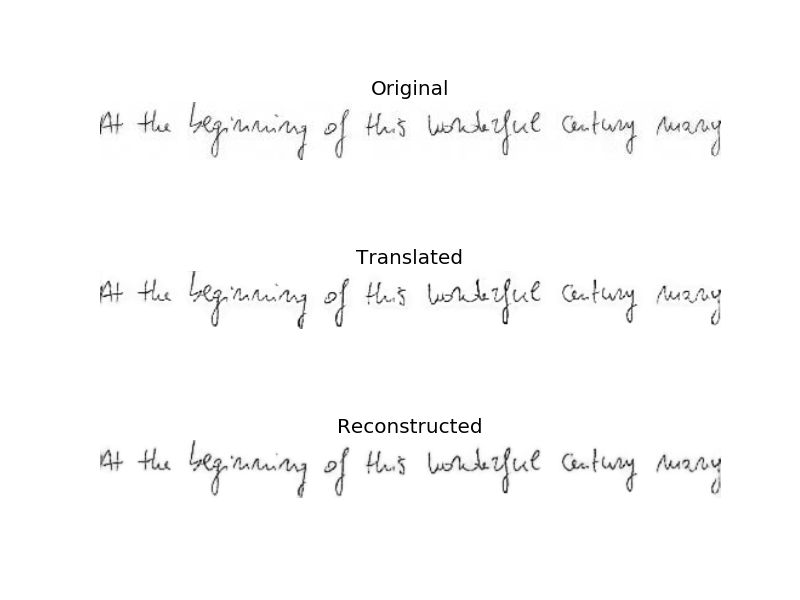 Original
At the beginning of this wonderful century many
Translated
At the beginning of this wonderful century many
Reconstructed
At the beginning of this wonderful century many